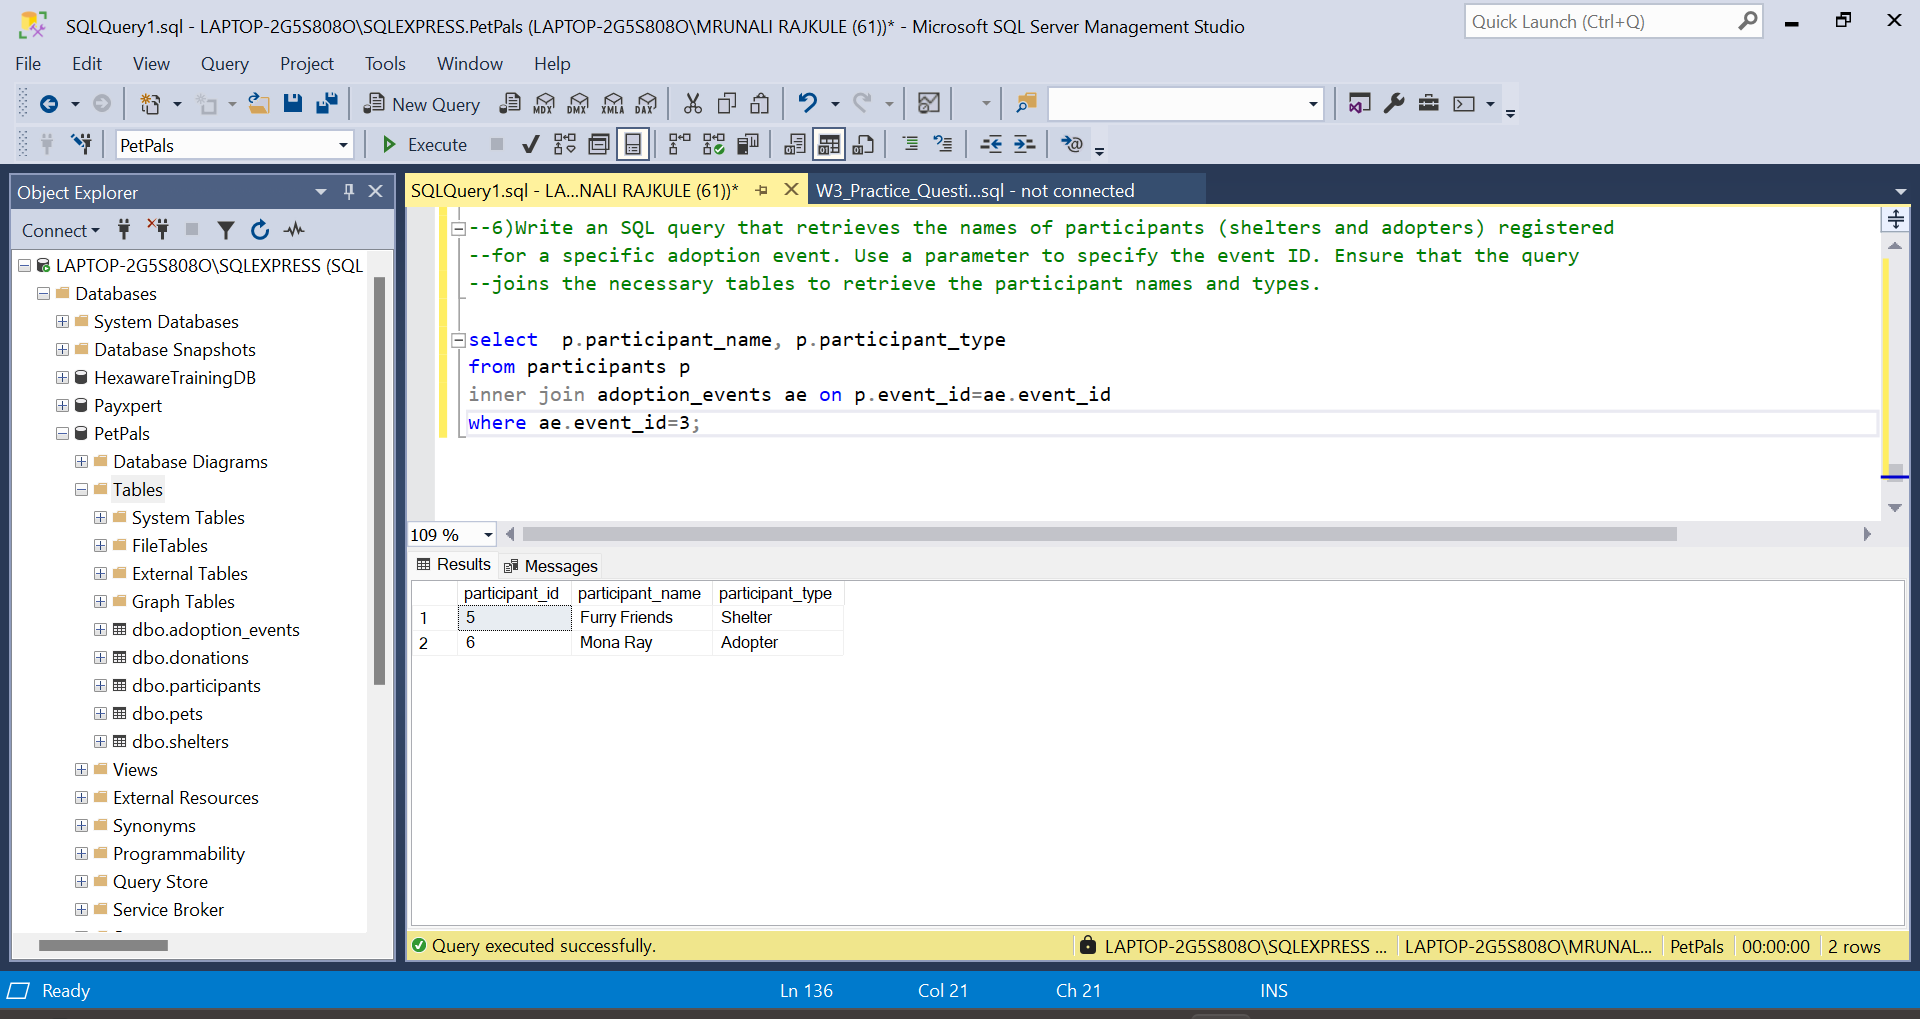 SQLQuery1.sql - LAPTOP-2G5S808O\SQLEXPRESS.PetPals (LAPTOP-2G5S808O\MRUNALI RAJKULE (61))* - Microsoft SQL Server Management Studio
Quick Launch (Ctrl+Q)
File Edit View Query Project Tools Window Help
New Query MDX DMX XMLA DAX
PetPals Execute
Object Explorer
Connect
LAPTOP-2G5S808O\SQLEXPRESS (SQL
Databases
System Databases
Database Snapshots
HexawareTrainingDB
Payxpert
PetPals
Database Diagrams
Tables
System Tables
FileTables
External Tables
Graph Tables
dbo.adoption_events
dbo.donations
dbo.participants
dbo.pets
dbo.shelters
Views
External Resources
Synonyms
Programmability
Query Store
Service Broker
SQLQuery1.sql - LA...NALI RAJKULE (61))* W3_Practice_Questi...sql - not connected
--6)Write an SQL query that retrieves the names of participants (shelters and adopters) registered
--for a specific adoption event. Use a parameter to specify the event ID. Ensure that the query
--joins the necessary tables to retrieve the participant names and types.
select  p.participant_name, p.participant_type
from participants p
inner join adoption_events ae on p.event_id=ae.event_id
where ae.event_id=3;
109 %
Results Messages
participant_id participant_name participant_type
1 5 Furry Friends Shelter
2 6 Mona Ray Adopter
Query executed successfully. LAPTOP-2G5S808O\SQLEXPRESS ... LAPTOP-2G5S808O\MRUNAL... PetPals 00:00:00 2 rows
Ready Ln 136 Col 21 Ch 21 INS